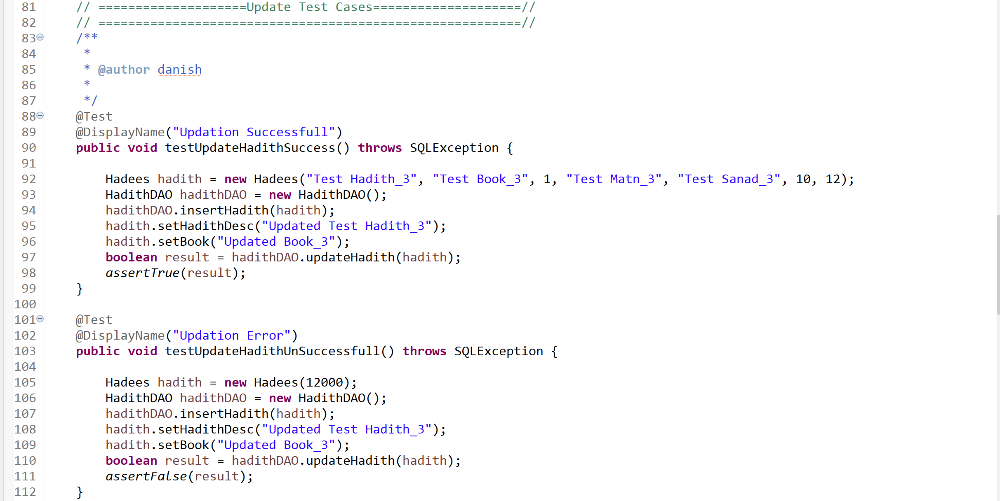 81 // ====================Update Test Cases====================//
82 // =========================================================//
83 /**
84 *
85 * @author danish
86 *
87 */
88 @Test
89 @DisplayName("Updation Successfull")
90 public void testUpdateHadithSuccess() throws SQLException {
91
92 Hadees hadith = new Hadees("Test Hadith_3", "Test Book_3", 1, "Test Matn_3", "Test Sanad_3", 10, 12);
93 HadithDAO hadithDAO = new HadithDAO();
94 hadithDAO.insertHadith(hadith);
95 hadith.setHadithDesc("Updated Test Hadith_3");
96 hadith.setBook("Updated Book_3");
97 boolean result = hadithDAO.updateHadith(hadith);
98 assertTrue(result);
99 }
100
101 @Test
102 @DisplayName("Updation Error")
103 public void testUpdateHadithUnSuccessfull() throws SQLException {
104
105 Hadees hadith = new Hadees(12000);
106 HadithDAO hadithDAO = new HadithDAO();
107 hadithDAO.insertHadith(hadith);
108 hadith.setHadithDesc("Updated Test Hadith_3");
109 hadith.setBook("Updated Book_3");
110 boolean result = hadithDAO.updateHadith(hadith);
111 assertFalse(result);
112 }